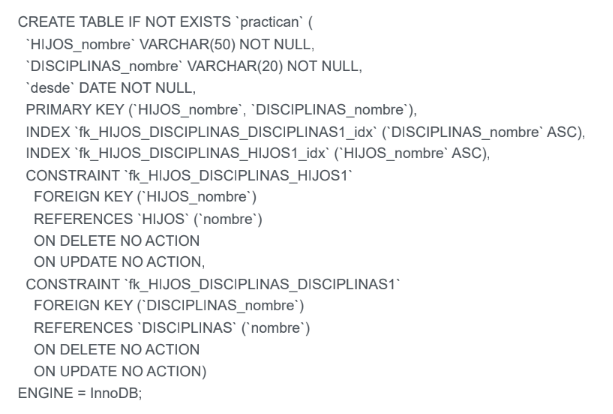 CREATE TABLE IF NOT EXISTS `practican` (
`HIJOS_nombre` VARCHAR(50) NOT NULL,
`DISCIPLINAS_nombre` VARCHAR(20) NOT NULL,
`desde` DATE NOT NULL,
PRIMARY KEY (`HIJOS_nombre`, `DISCIPLINAS_nombre`),
INDEX `fk_HIJOS_DISCIPLINAS_DISCIPLINAS1_idx` (`DISCIPLINAS_nombre` ASC),
INDEX `fk_HIJOS_DISCIPLINAS_HIJOS1_idx` (`HIJOS_nombre` ASC),
CONSTRAINT `fk_HIJOS_DISCIPLINAS_HIJOS1`
FOREIGN KEY (`HIJOS_nombre`)
REFERENCES `HIJOS` (`nombre`)
ON DELETE NO ACTION
ON UPDATE NO ACTION,
CONSTRAINT `fk_HIJOS_DISCIPLINAS_DISCIPLINAS1`
FOREIGN KEY (`DISCIPLINAS_nombre`)
REFERENCES `DISCIPLINAS` (`nombre`)
ON DELETE NO ACTION
ON UPDATE NO ACTION)
ENGINE = InnoDB;